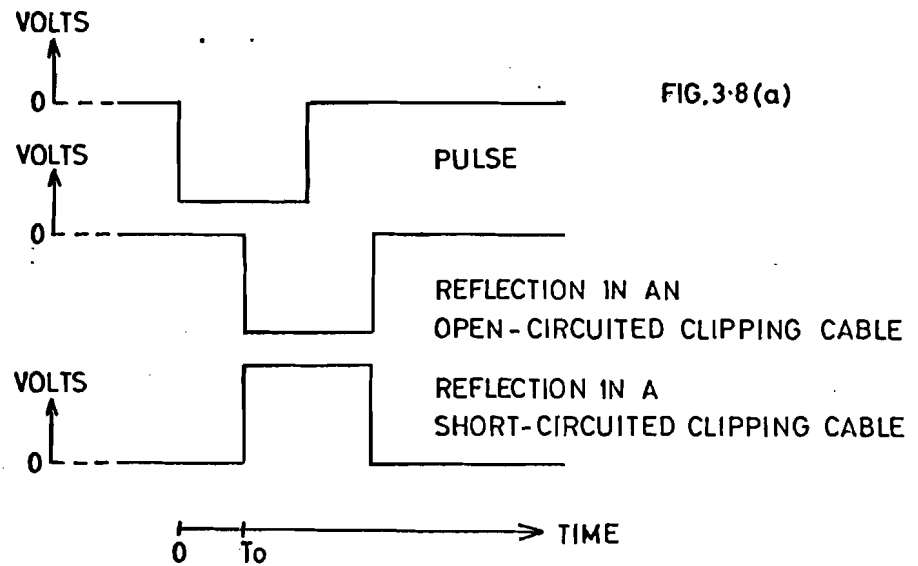 VOLTS
0
FIG. 3·8(a)
PULSE
VOLTS
0
REFLECTION IN AN
OPEN-CIRCUITED CLIPPING CABLE
VOLTS
0
REFLECTION IN A
SHORT-CIRCUITED CLIPPING CABLE
TIME
0 To